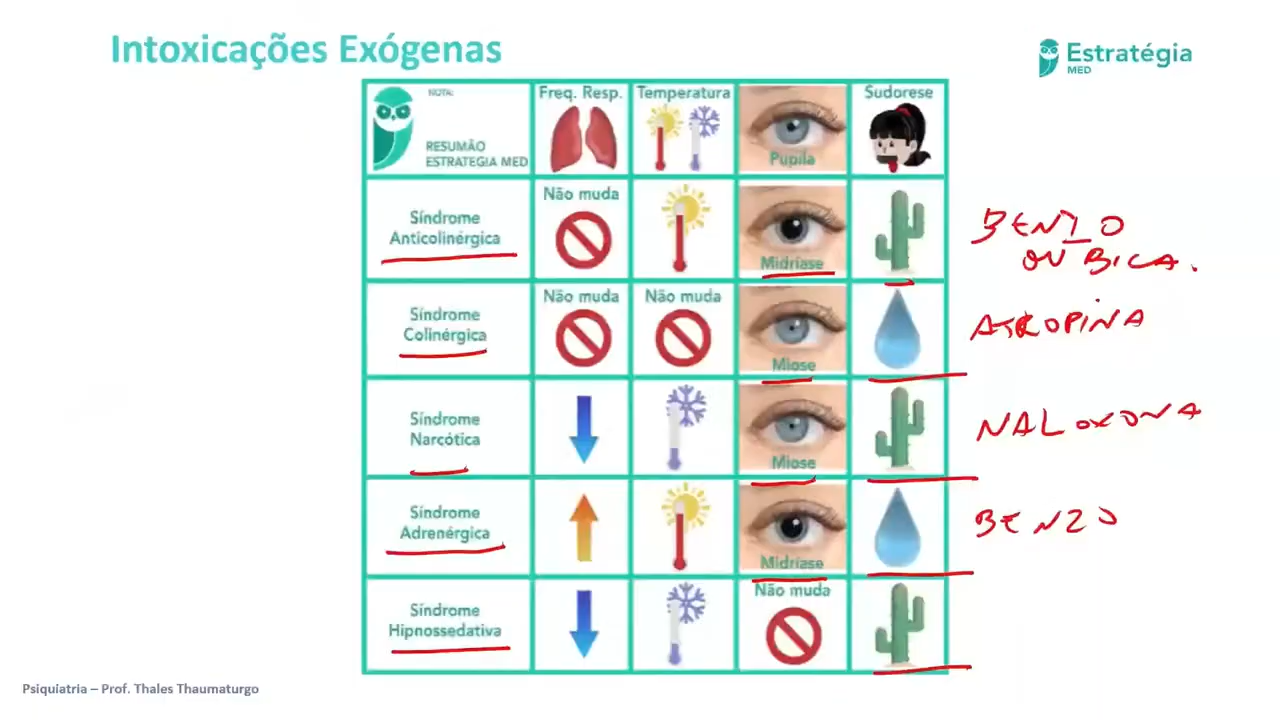 Intoxicações Exógenas
Estratégia
MED
NOTA:
RESUMÃO
ESTRATEGIA MED
Freq. Resp.
Temperatura
Pupila
Sudorese
Síndrome
Anticolinérgica
Não muda
Midríase
BENZO
OU BICA.
Síndrome
Colinérgica
Não muda
Não muda
Miose
ATROPINA
Síndrome
Narcótica
Miose
NALOXONA
Síndrome
Adrenérgica
Midríase
BENZO
Síndrome
Hipnossedativa
Não muda
Psiquiatria – Prof. Thales Thaumaturgo